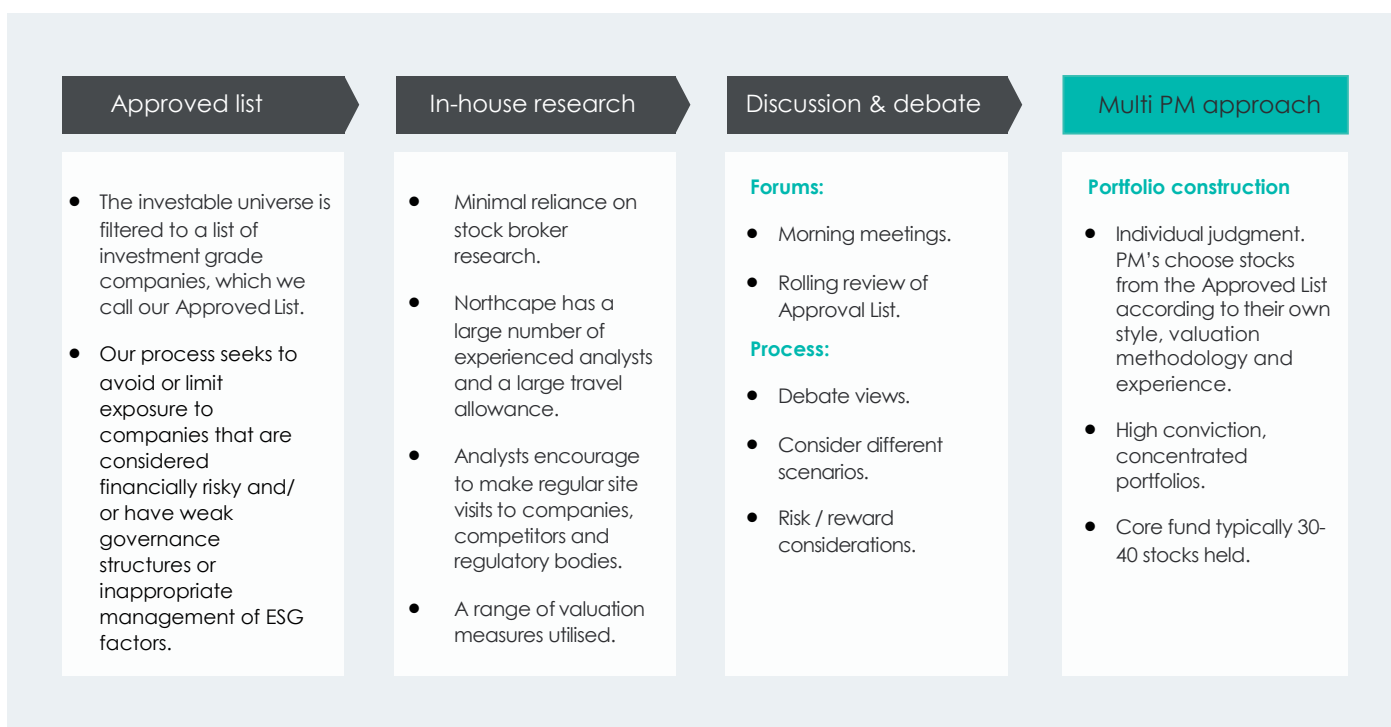 Approved list
The investable universe is
filtered to a list of
investment grade
companies, which we
call our Approved List.
Our process seeks to
avoid or limit
exposure to
companies that are
considered
financially risky and/
or have weak
governance
structures or
inappropriate
management of ESG
factors.
In-house research
Minimal reliance on
stock broker
research.
Northcape has a
large number of
experienced analysts
and a large travel
allowance.
Analysts encourage
to make regular site
visits to companies,
competitors and
regulatory bodies.
A range of valuation
measures utilised.
Discussion & debate
Forums:
Morning meetings.
Rolling review of
Approval List.
Process:
Debate views.
Consider different
scenarios.
Risk / reward
considerations.
Multi PM approach
Portfolio construction
Individual judgment.
PM's choose stocks
from the Approved List
according to their own
style, valuation
methodology and
experience.
High conviction,
concentrated
portfolios.
Core fund typically 30-
40 stocks held.